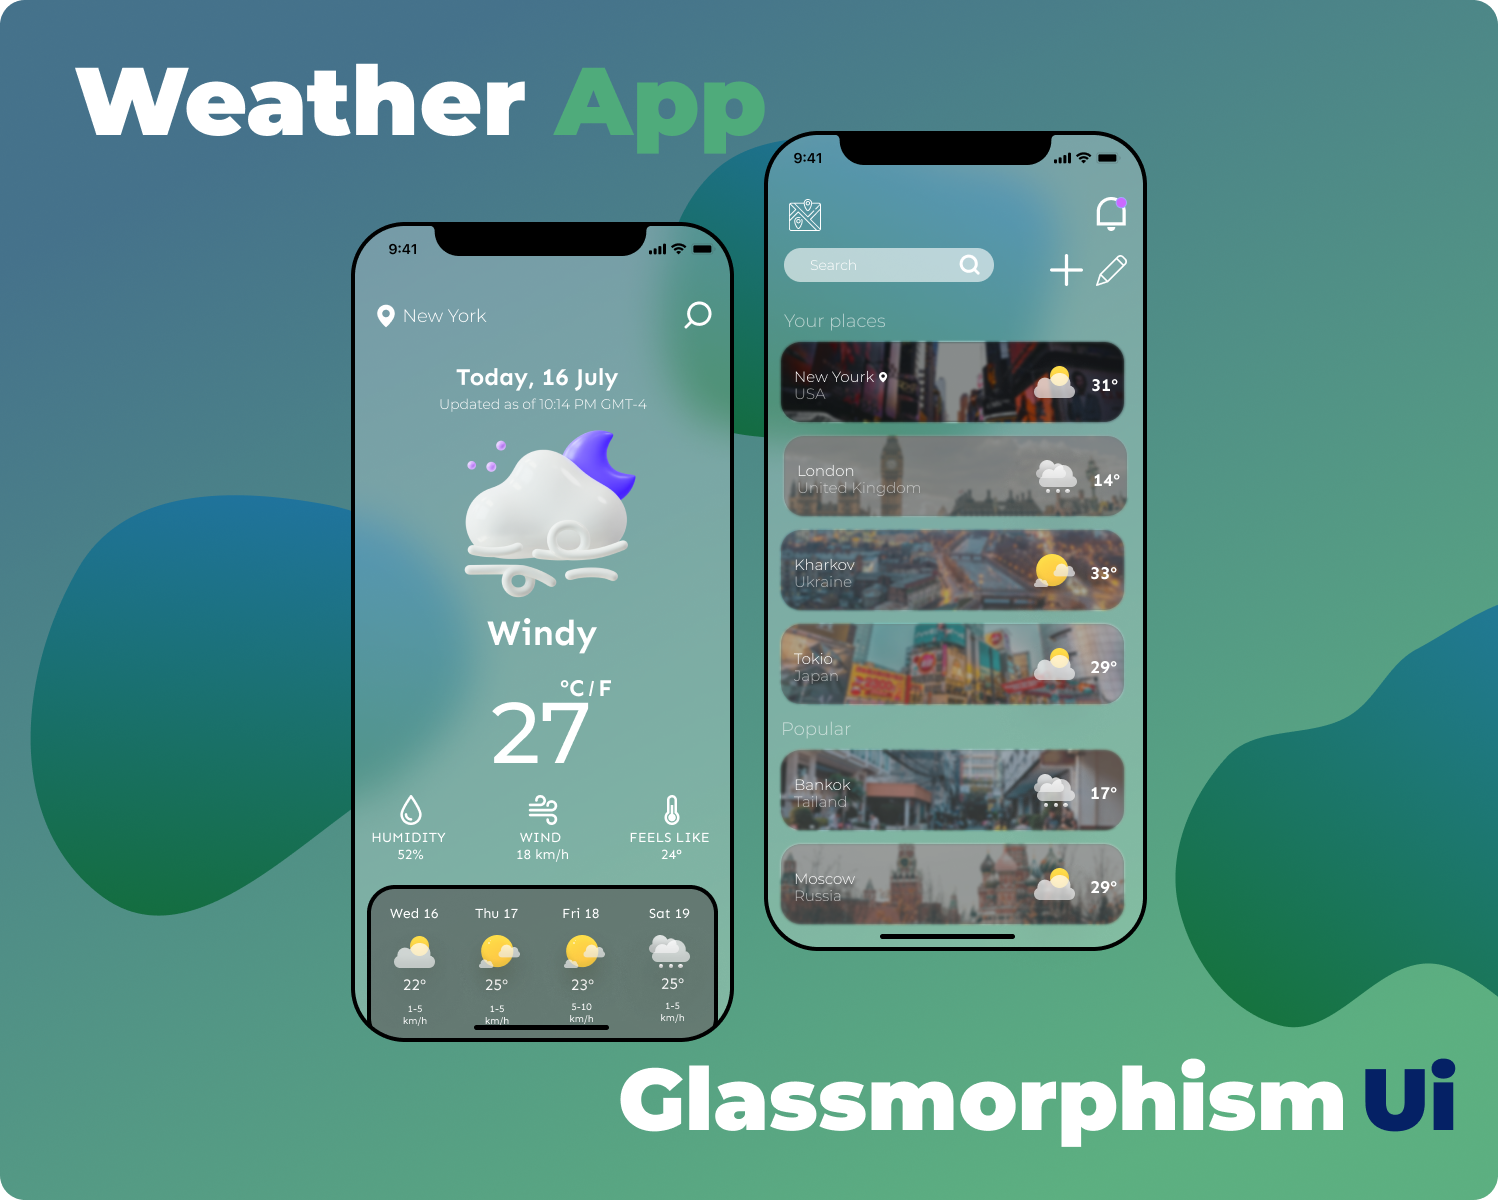 Weather App
9:41
New York
Today, 16 July
Updated as of 10:14 PM GMT-4
Windy
°C / F
27
HUMIDITY WIND FEELS LIKE
52% 18 km/h 24°
Wed 16 Thu 17 Fri 18 Sat 19
22° 25° 23° 25°
1-5 1-5 5-10 1-5
km/h km/h km/h km/h
9:41
Search
Your places
New Yourk 31°
USA
London 14°
United Kingdom
Kharkov 33°
Ukraine
Tokio 29°
Japan
Popular
Bankok 17°
Tailand
Moscow 29°
Russia
Glassmorphism Ui